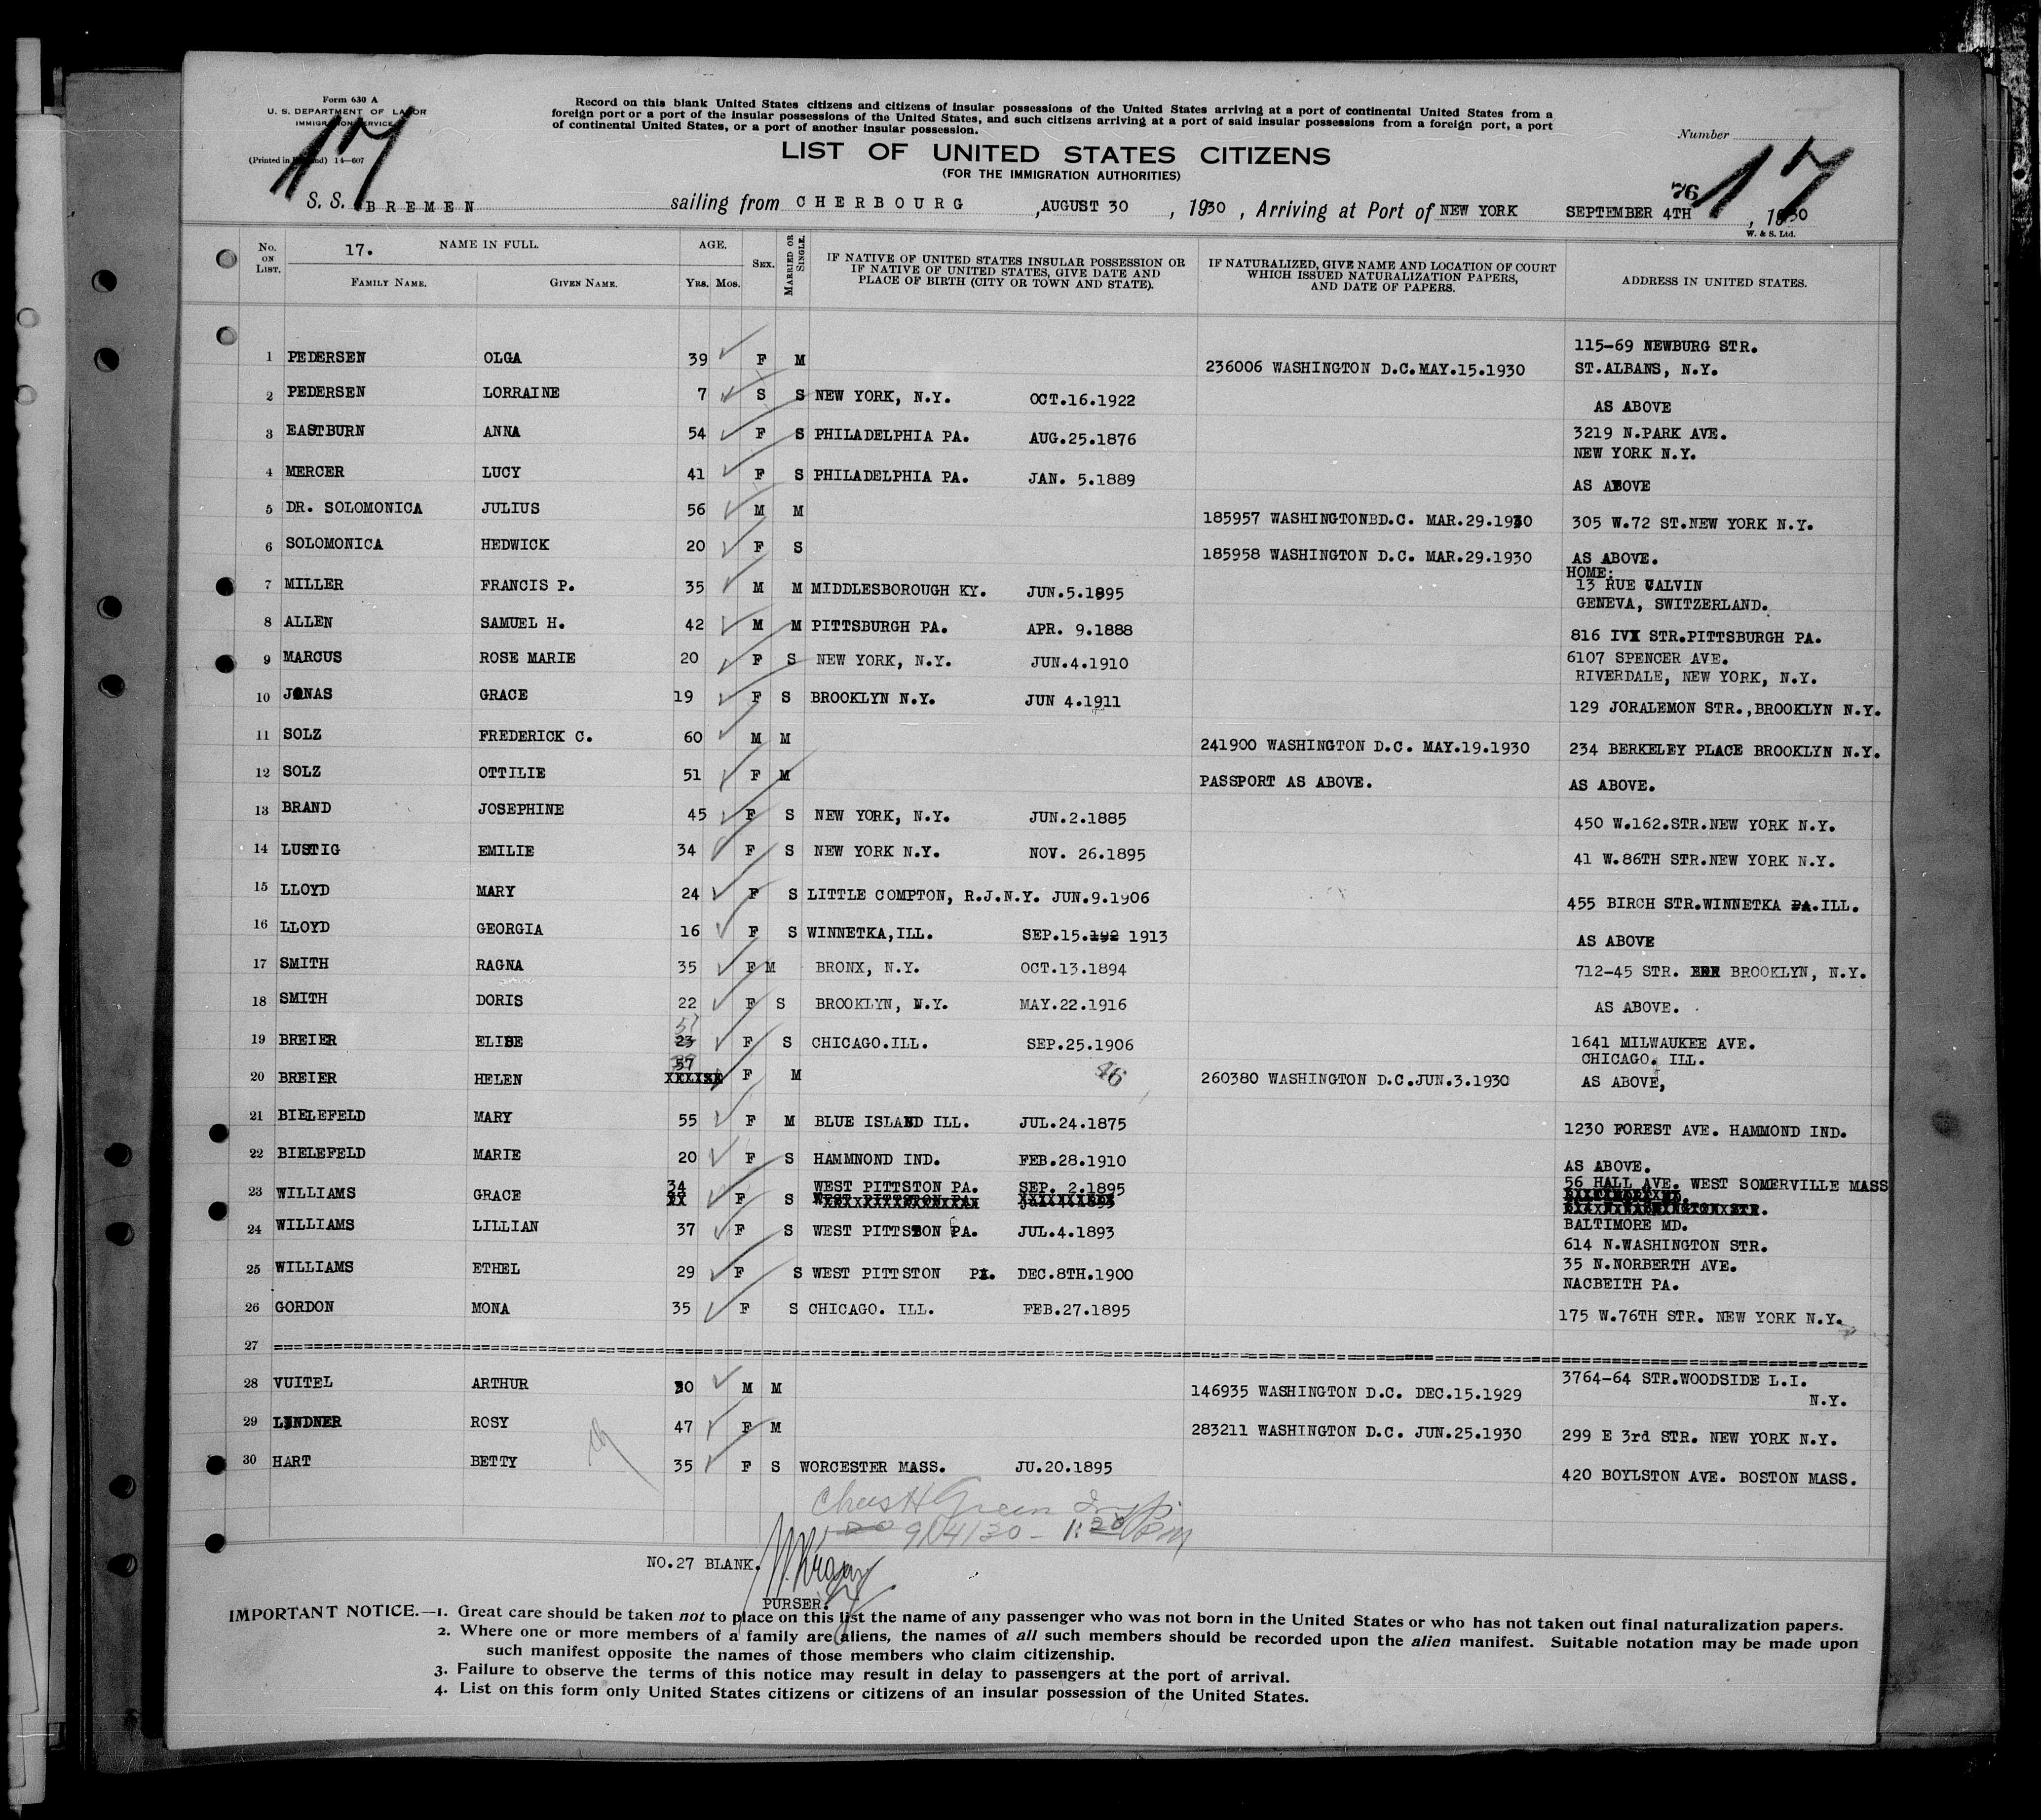 Form 630 A
U. S. DEPARTMENT OF LABOR
IMMIGRATION SERVICE
(Printed in England) 14—607
17
Record on this blank United States citizens and citizens of insular possessions of the United States arriving at a port of continental United States from a
foreign port or a port of the insular possessions of the United States, and such citizens arriving at a port of said insular possessions from a foreign port, a port
of continental United States, or a port of another insular possession.
Number
17
LIST OF UNITED STATES CITIZENS
(FOR THE IMMIGRATION AUTHORITIES)
76
S. S. BREMEN sailing from CHERBOURG , AUGUST 30 , 1930 , Arriving at Port of NEW YORK SEPTEMBER 4TH , 1930
W. & S. Ltd.
No. ON LIST. 17. NAME IN FULL. FAMILY NAME. GIVEN NAME. AGE. Yrs. Mos. SEX. MARRIED OR SINGLE. IF NATIVE OF UNITED STATES INSULAR POSSESSION OR IF NATIVE OF UNITED STATES, GIVE DATE AND PLACE OF BIRTH (CITY OR TOWN AND STATE). IF NATURALIZED, GIVE NAME AND LOCATION OF COURT WHICH ISSUED NATURALIZATION PAPERS, AND DATE OF PAPERS. ADDRESS IN UNITED STATES.
1 PEDERSEN OLGA 39 F M 236006 WASHINGTON D.C. MAY.15.1930 115-69 NEWBURG STR.
ST.ALBANS, N.Y.
2 PEDERSEN LORRAINE 7 S S NEW YORK, N.Y. OCT.16.1922 AS ABOVE
3 EASTBURN ANNA 54 F S PHILADELPHIA PA. AUG.25.1876 3219 N.PARK AVE.
NEW YORK N.Y.
4 MERCER LUCY 41 F S PHILADELPHIA PA. JAN. 5.1889 AS ABOVE
5 DR. SOLOMONICA JULIUS 56 M M 185957 WASHINGTONBD.C. MAR.29.1930 305 W.72 ST.NEW YORK N.Y.
6 SOLOMONICA HEDWICK 20 F S 185958 WASHINGTON D.C. MAR.29.1930 AS ABOVE.
HOME:
7 MILLER FRANCIS P. 35 M M MIDDLESBOROUGH KY. JUN.5.1895 13 RUE CALVIN
GENEVA, SWITZERLAND.
8 ALLEN SAMUEL H. 42 M M PITTSBURGH PA. APR. 9.1888 816 IVX STR.PITTSBURGH PA.
9 MARCUS ROSE MARIE 20 F S NEW YORK, N.Y. JUN.4.1910 6107 SPENCER AVE.
RIVERDALE, NEW YORK, N.Y.
10 JONAS GRACE 19 F S BROOKLYN N.Y. JUN 4.1911 129 JORALEMON STR.,BROOKLYN N.Y.
11 SOLZ FREDERICK C. 60 M M 241900 WASHINGTON D.C. MAY.19.1930 234 BERKELEY PLACE BROOKLYN N.Y.
12 SOLZ OTTILIE 51 F M PASSPORT AS ABOVE. AS ABOVE.
13 BRAND JOSEPHINE 45 F S NEW YORK, N.Y. JUN.2.1885 450 W.162.STR.NEW YORK N.Y.
14 LUSTIG EMILIE 34 F S NEW YORK N.Y. NOV. 26.1895 41 W.86TH STR.NEW YORK N.Y.
15 LLOYD MARY 24 F S LITTLE COMPTON, R.J.N.Y. JUN.9.1906 455 BIRCH STR.WINNETKA PA.ILL.
16 LLOYD GEORGIA 16 F S WINNETKA,ILL. SEP.15.192 1913 AS ABOVE
17 SMITH RAGNA 35 F M BRONX, N.Y. OCT.13.1894 712-45 STR. BROOKLYN, N.Y.
18 SMITH DORIS 22 F S BROOKLYN, N.Y. MAY.22.1916 AS ABOVE.
19 BREIER ELISE 23 F S CHICAGO.ILL. SEP.25.1906 1641 MILWAUKEE AVE.
CHICAGO. ILL.
20 BREIER HELEN 57 F M 46 260380 WASHINGTON D.C.JUN.3.1930 AS ABOVE,
21 BIELEFELD MARY 55 F M BLUE ISLAND ILL. JUL.24.1875 1230 FOREST AVE. HAMMOND IND.
22 BIELEFELD MARIE 20 F S HAMMNOND IND. FEB.28.1910 AS ABOVE.
23 WILLIAMS GRACE 34 F S WEST PITTSTON PA. SEP. 2.1895 56 HALL AVE. WEST SOMERVILLE MASS
24 WILLIAMS LILLIAN 37 F S WEST PITTSTON PA. JUL.4.1893 BALTIMORE MD.
614 N.WASHINGTON STR.
25 WILLIAMS ETHEL 29 F S WEST PITTSTON PA. DEC.8TH.1900 35 N.NORBERTH AVE.
NACBEITH PA.
26 GORDON MONA 35 F S CHICAGO. ILL. FEB.27.1895 175 W.76TH STR. NEW YORK N.Y.
27 ====================
28 VUITEL ARTHUR 30 M M 146935 WASHINGTON D.C. DEC.15.1929 3764-64 STR.WOODSIDE L.I.
N.Y.
29 LINDNER ROSY 47 F M 283211 WASHINGTON D.C. JUN.25.1930 299 E 3rd STR. NEW YORK N.Y.
30 HART BETTY 35 F S WORCESTER MASS. JU.20.1895 420 BOYLSTON AVE. BOSTON MASS.
Chas H Green
9/4/30 - 1:20 PM
NO.27 BLANK.
PURSER.
IMPORTANT NOTICE.—1. Great care should be taken not to place on this list the name of any passenger who was not born in the United States or who has not taken out final naturalization papers.
2. Where one or more members of a family are aliens, the names of all such members should be recorded upon the alien manifest. Suitable notation may be made upon
such manifest opposite the names of those members who claim citizenship.
3. Failure to observe the terms of this notice may result in delay to passengers at the port of arrival.
4. List on this form only United States citizens or citizens of an insular possession of the United States.